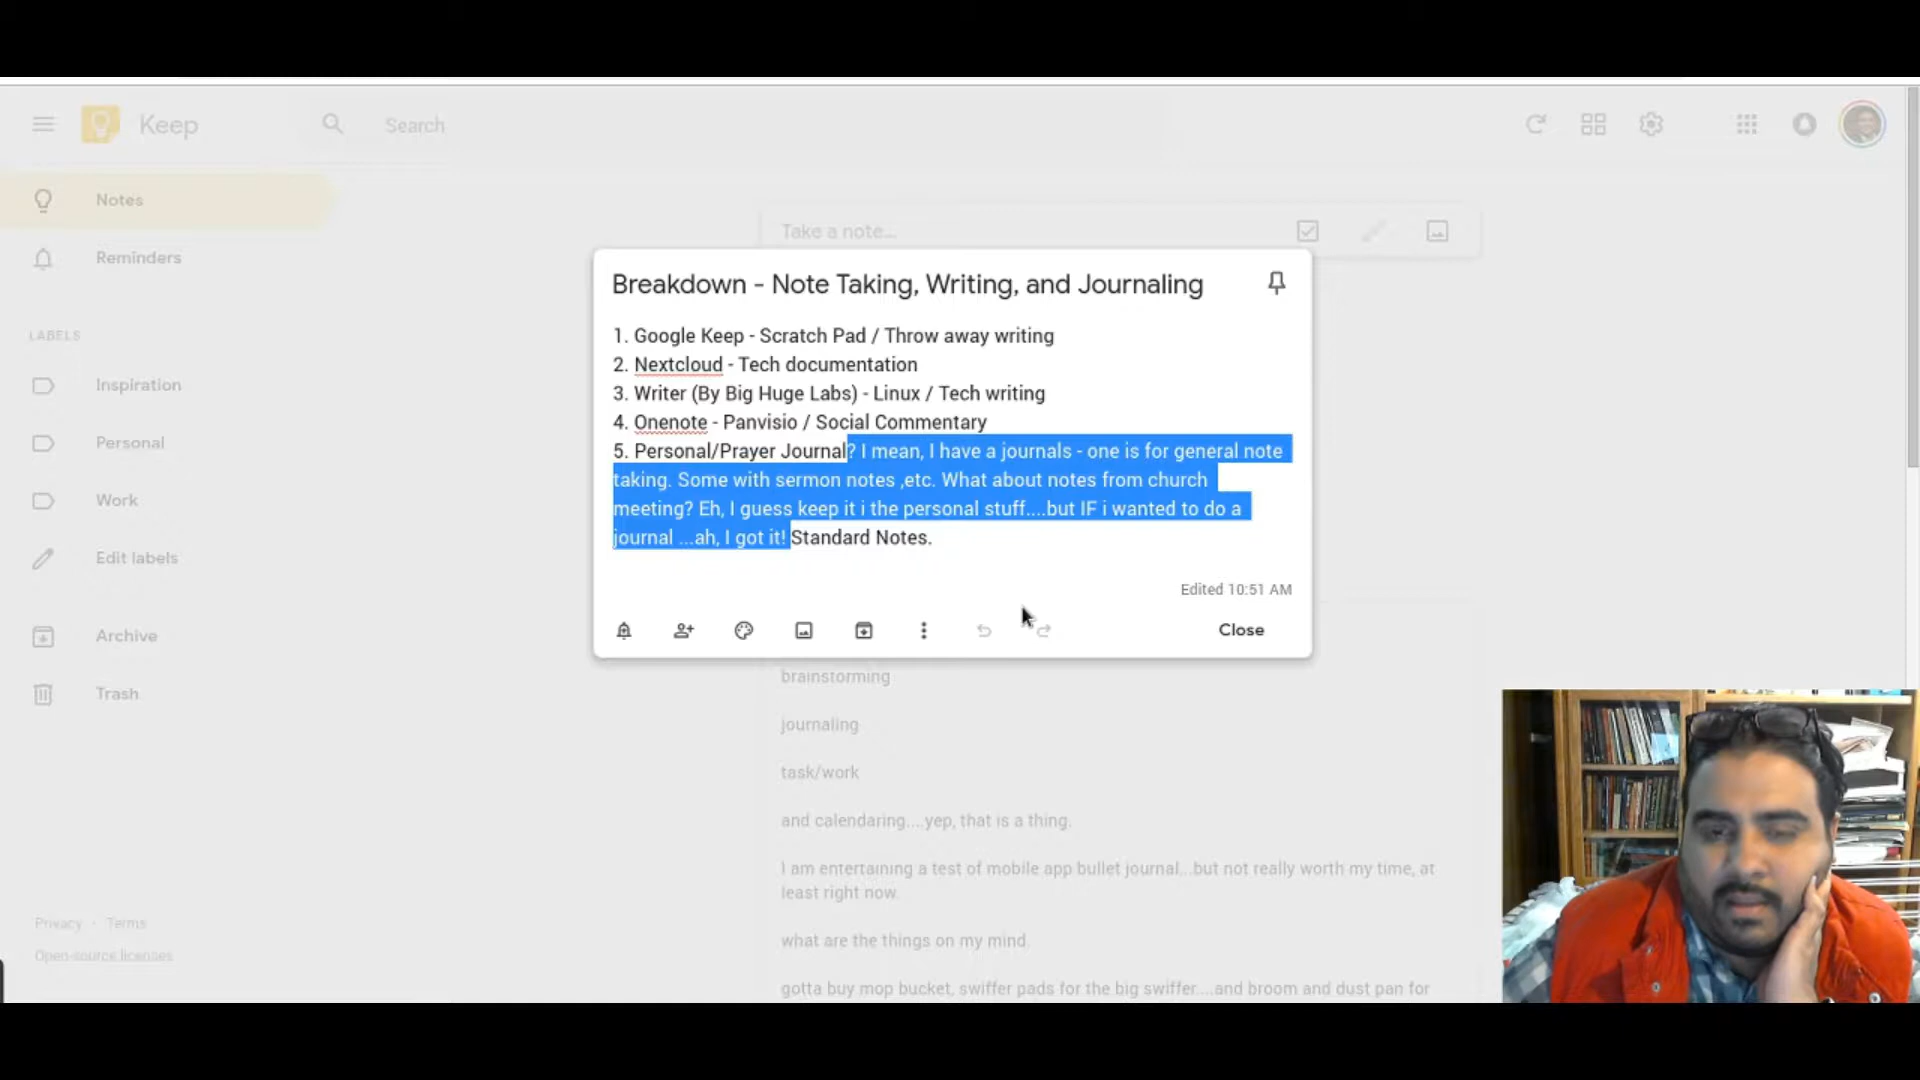 Keep
Search
Notes
Reminders
LABELS
Inspiration
Personal
Work
Edit labels
Archive
Trash
Privacy · Terms
Open-source licenses
Take a note...
Breakdown - Note Taking, Writing, and Journaling
1. Google Keep - Scratch Pad / Throw away writing
2. Nextcloud - Tech documentation
3. Writer (By Big Huge Labs) - Linux / Tech writing
4. Onenote - Panvisio / Social Commentary
5. Personal/Prayer Journal? I mean, I have a journals - one is for general note
taking. Some with sermon notes ,etc. What about notes from church
meeting? Eh, I guess keep it i the personal stuff....but IF i wanted to do a
journal ...ah, I got it! Standard Notes.
Edited 10:51 AM
Close
brainstorming
journaling
task/work
and calendaring....yep, that is a thing.
I am entertaining a test of mobile app bullet journal...but not really worth my time, at
least right now.
what are the things on my mind.
gotta buy mop bucket, swiffer pads for the big swiffer....and broom and dust pan for